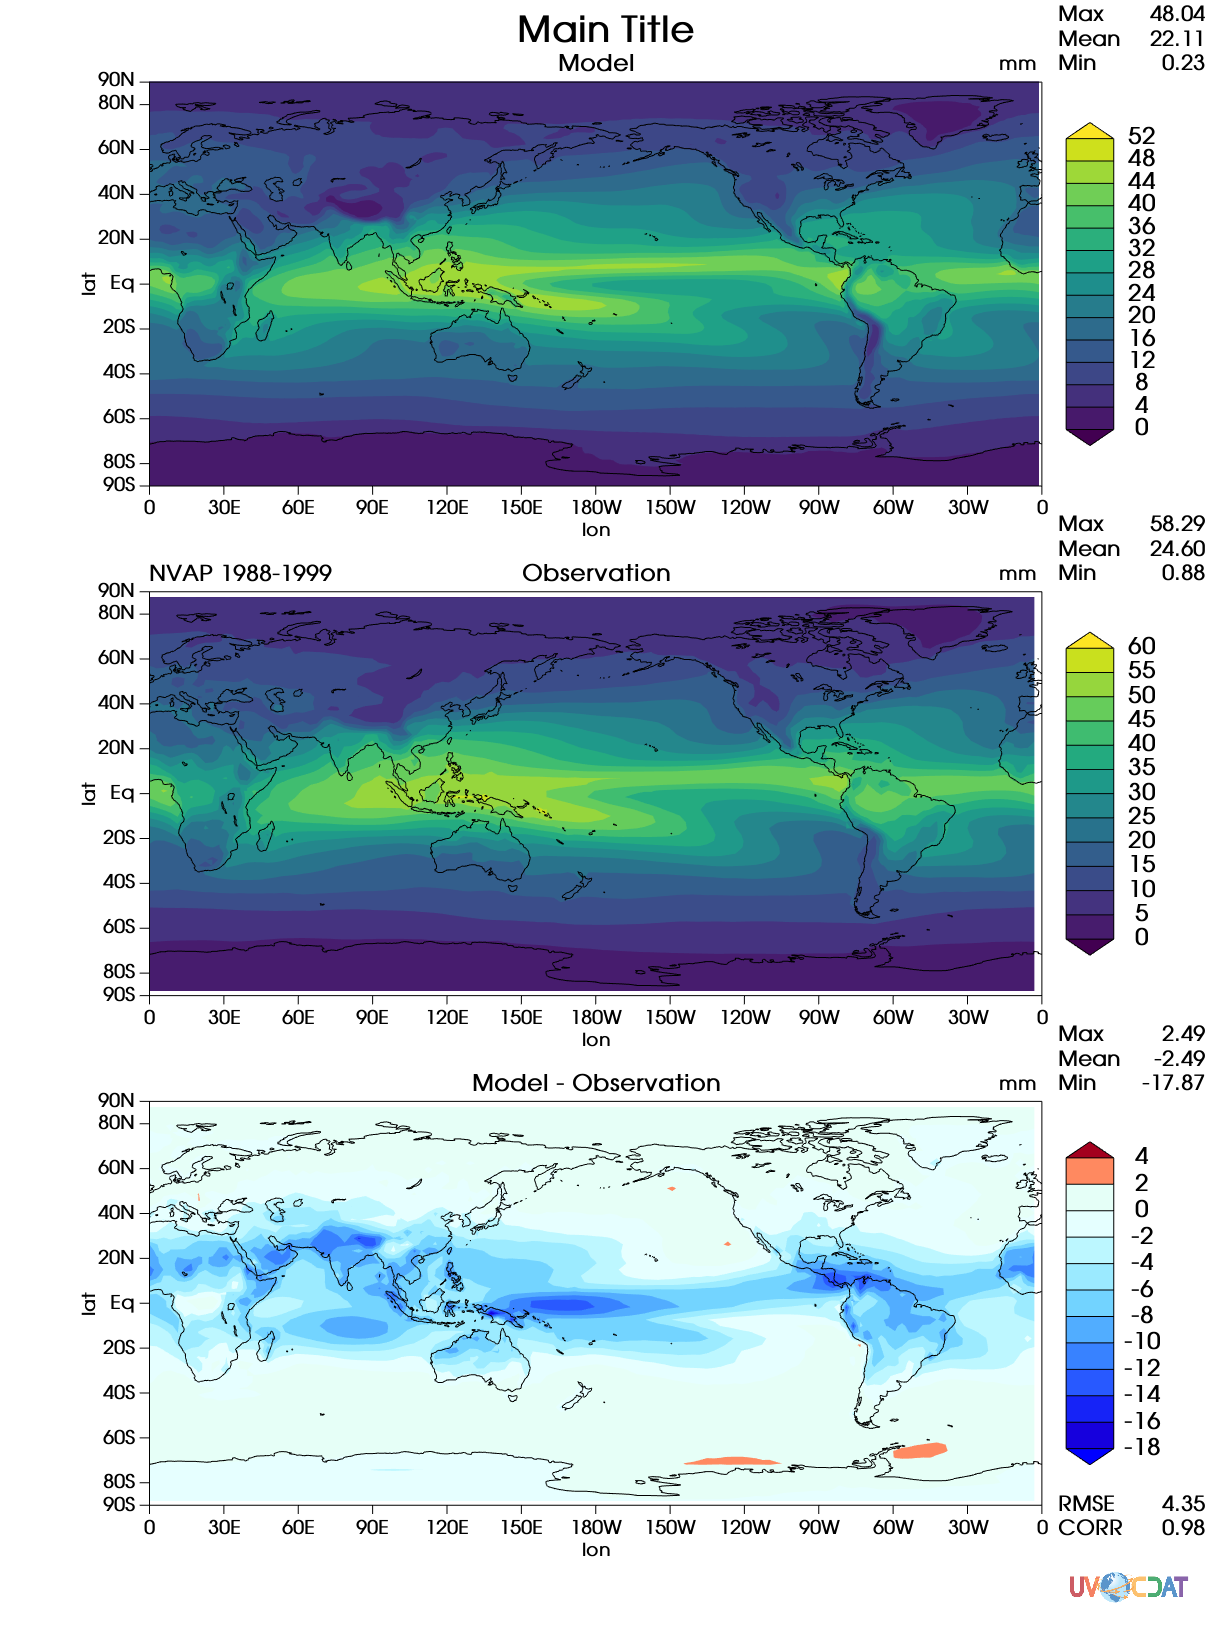 Main Title
Model
mm
Max 48.04
Mean 22.11
Min 0.23
90N
80N
60N
40N
20N
Eq
20S
40S
60S
80S
90S
lat
0 30E 60E 90E 120E 150E 180W 150W 120W 90W 60W 30W 0
lon
52
48
44
40
36
32
28
24
20
16
12
8
4
0
NVAP 1988-1999
Observation
mm
Max 58.29
Mean 24.60
Min 0.88
90N
80N
60N
40N
20N
Eq
20S
40S
60S
80S
90S
lat
0 30E 60E 90E 120E 150E 180W 150W 120W 90W 60W 30W 0
lon
60
55
50
45
40
35
30
25
20
15
10
5
0
Model - Observation
mm
Max 2.49
Mean -2.49
Min -17.87
90N
80N
60N
40N
20N
Eq
20S
40S
60S
80S
90S
lat
0 30E 60E 90E 120E 150E 180W 150W 120W 90W 60W 30W 0
lon
4
2
0
-2
-4
-6
-8
-10
-12
-14
-16
-18
RMSE 4.35
CORR 0.98
UV CDAT